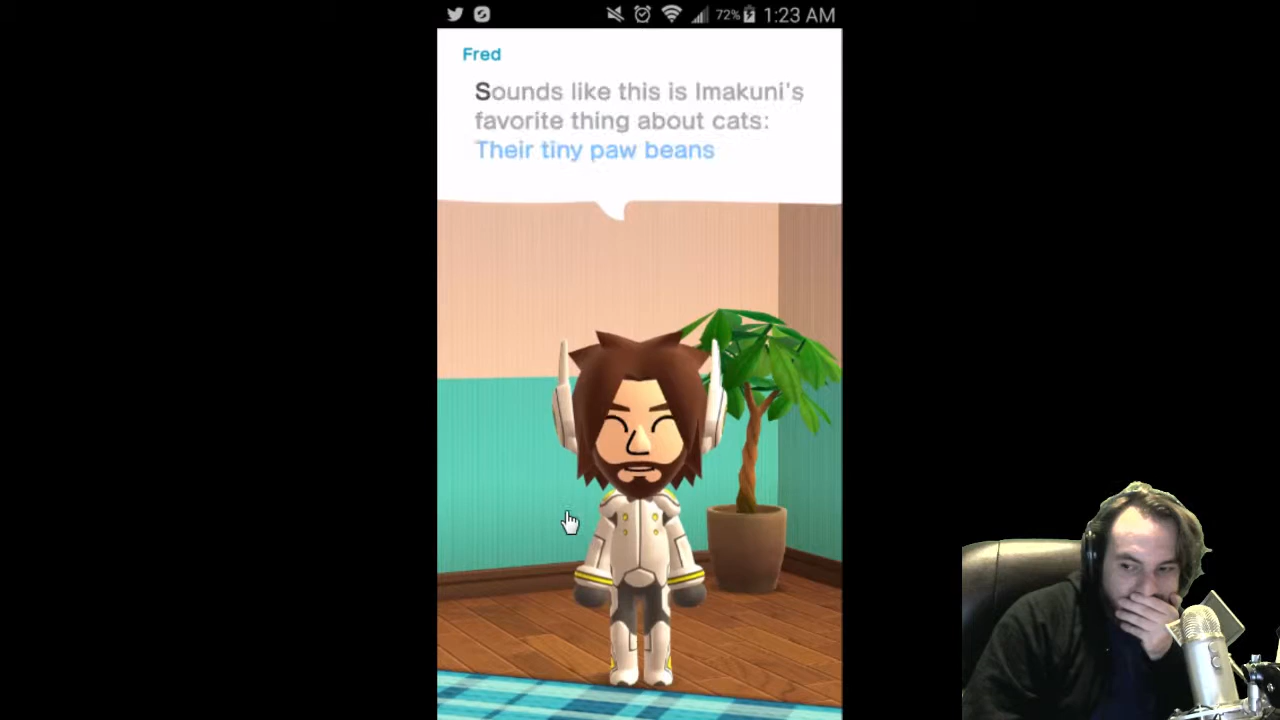 72% 1:23 AM
Fred
Sounds like this is Imakuni's
favorite thing about cats:
Their tiny paw beans